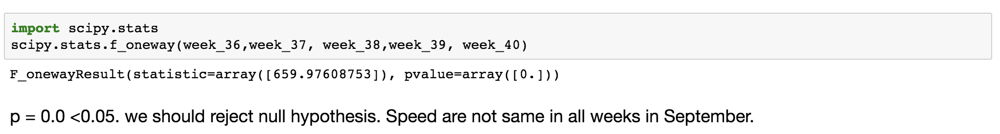 import scipy.stats
scipy.stats.f_oneway(week_36,week_37, week_38,week_39, week_40)
F_onewayResult(statistic=array([659.97608753]), pvalue=array([0.]))
p = 0.0 <0.05. we should reject null hypothesis. Speed are not same in all weeks in September.